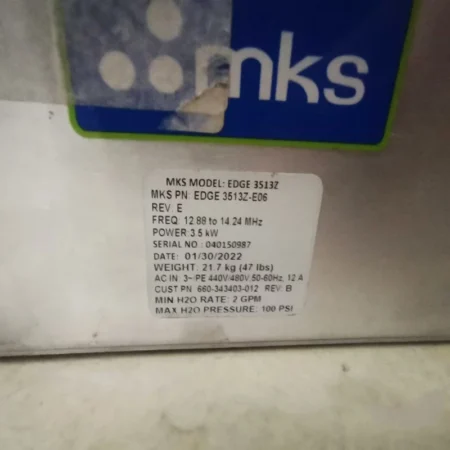 mks
MKS MODEL: EDGE 3513Z
MKS PN: EDGE 3513Z-E06
REV: E
FREQ: 12.88 to 14.24 MHz
POWER: 3.5 kW
SERIAL NO : 040150987
DATE: 01/30/2022
WEIGHT: 21.7 kg (47 lbs)
AC IN: 3~/PE 440V/480V 50-60Hz, 12 A
CUST PN: 660-343403-012 REV: B
MIN H2O RATE: 2 GPM
MAX H2O PRESSURE: 100 PSI